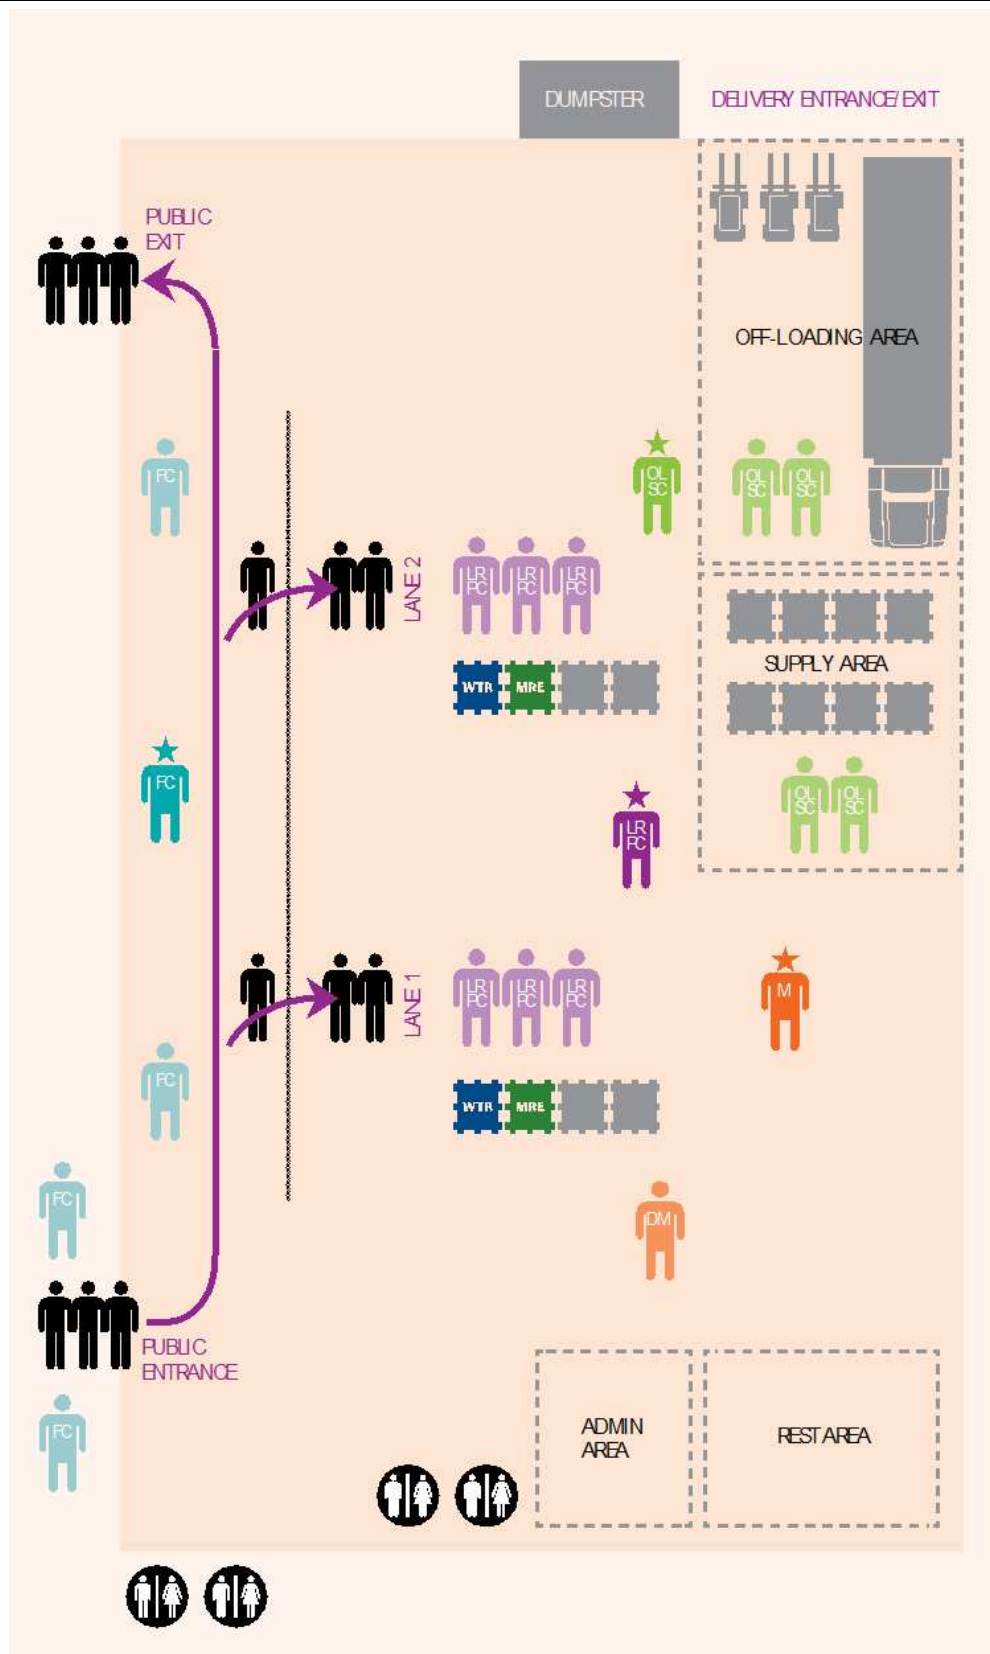 DUMPSTER
DELIVERY ENTRANCE/EXIT
PUBLIC
EXIT
OFF-LOADING AREA
FC
OL
SC
OL
SC
OL
SC
LANE 2
LR
PC
LR
PC
LR
PC
WTR
MRE
SUPPLY AREA
FC
OL
SC
OL
SC
LR
PC
LANE 1
LR
PC
LR
PC
LR
PC
M
FC
WTR
MRE
FC
DM
PUBLIC
ENTRANCE
FC
ADMIN
AREA
REST AREA